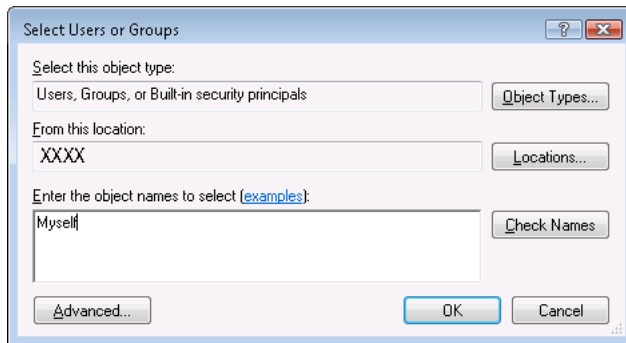 Select Users or Groups
Select this object type:
Users, Groups, or Built-in security principals
Object Types...
From this location:
XXXX
Locations...
Enter the object names to select (examples):
Myself
Check Names
Advanced...
OK
Cancel